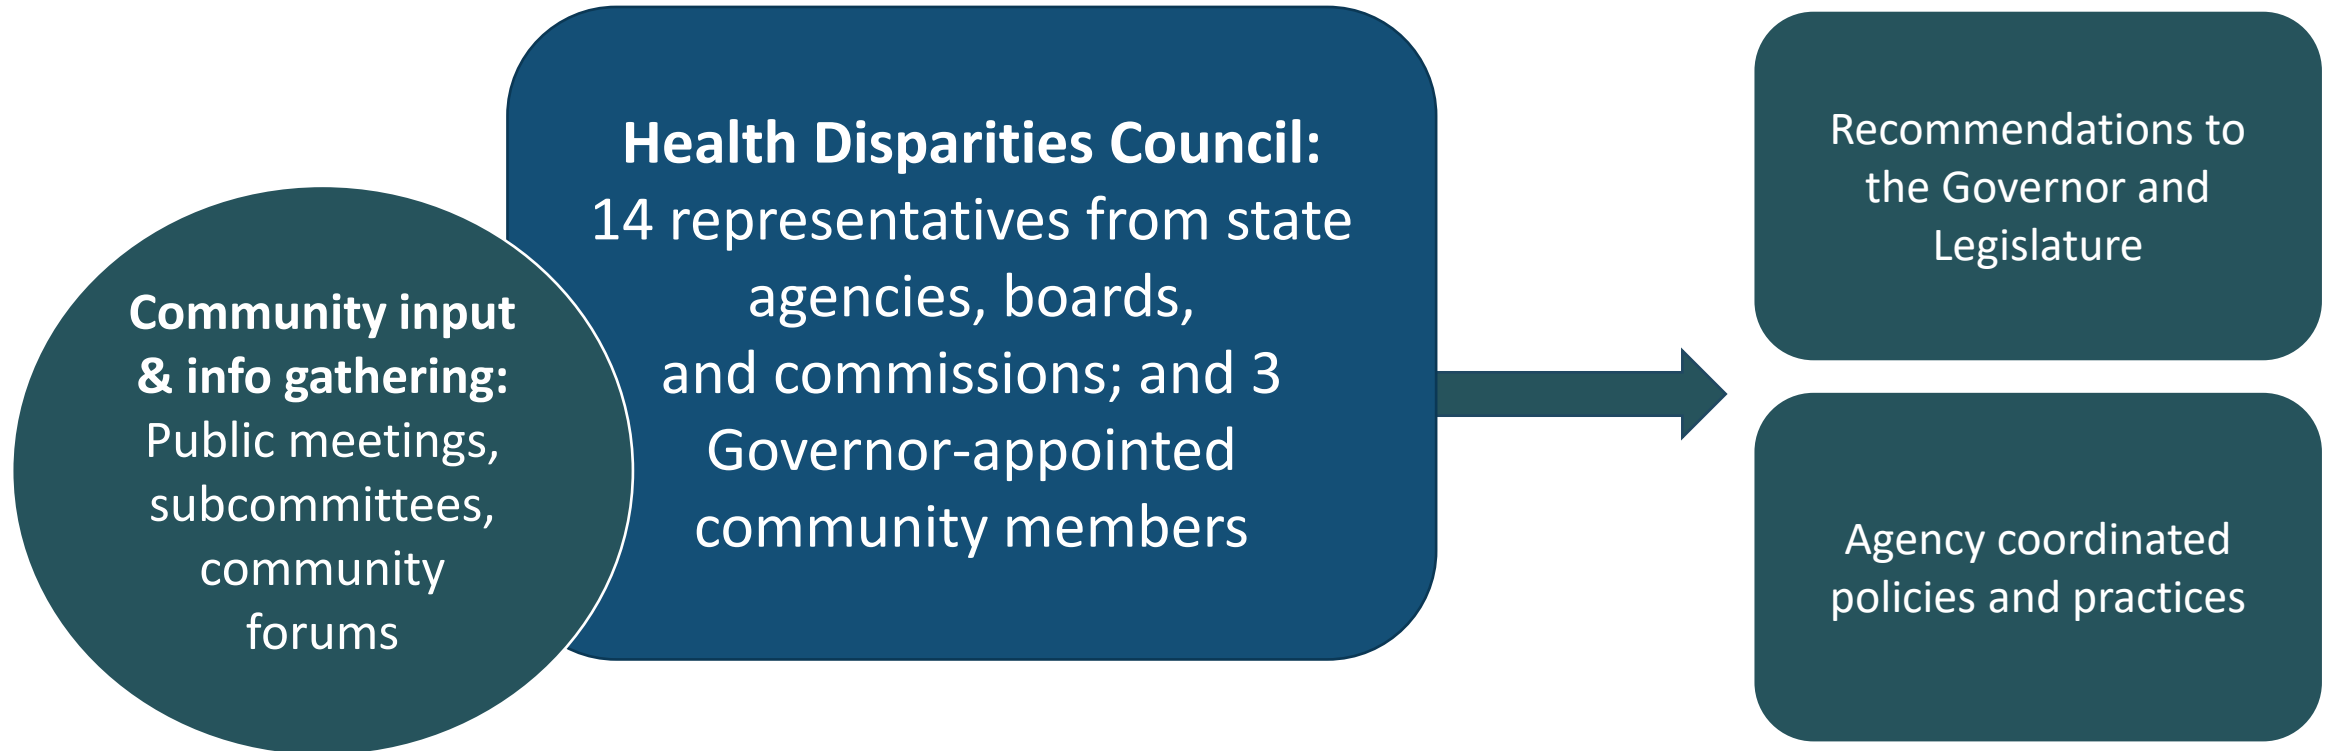 Community input
& info gathering:
Public meetings,
subcommittees,
community
forums
Health Disparities Council:
14 representatives from state
agencies, boards,
and commissions; and 3
Governor-appointed
community members
Recommendations to
the Governor and
Legislature
Agency coordinated
policies and practices